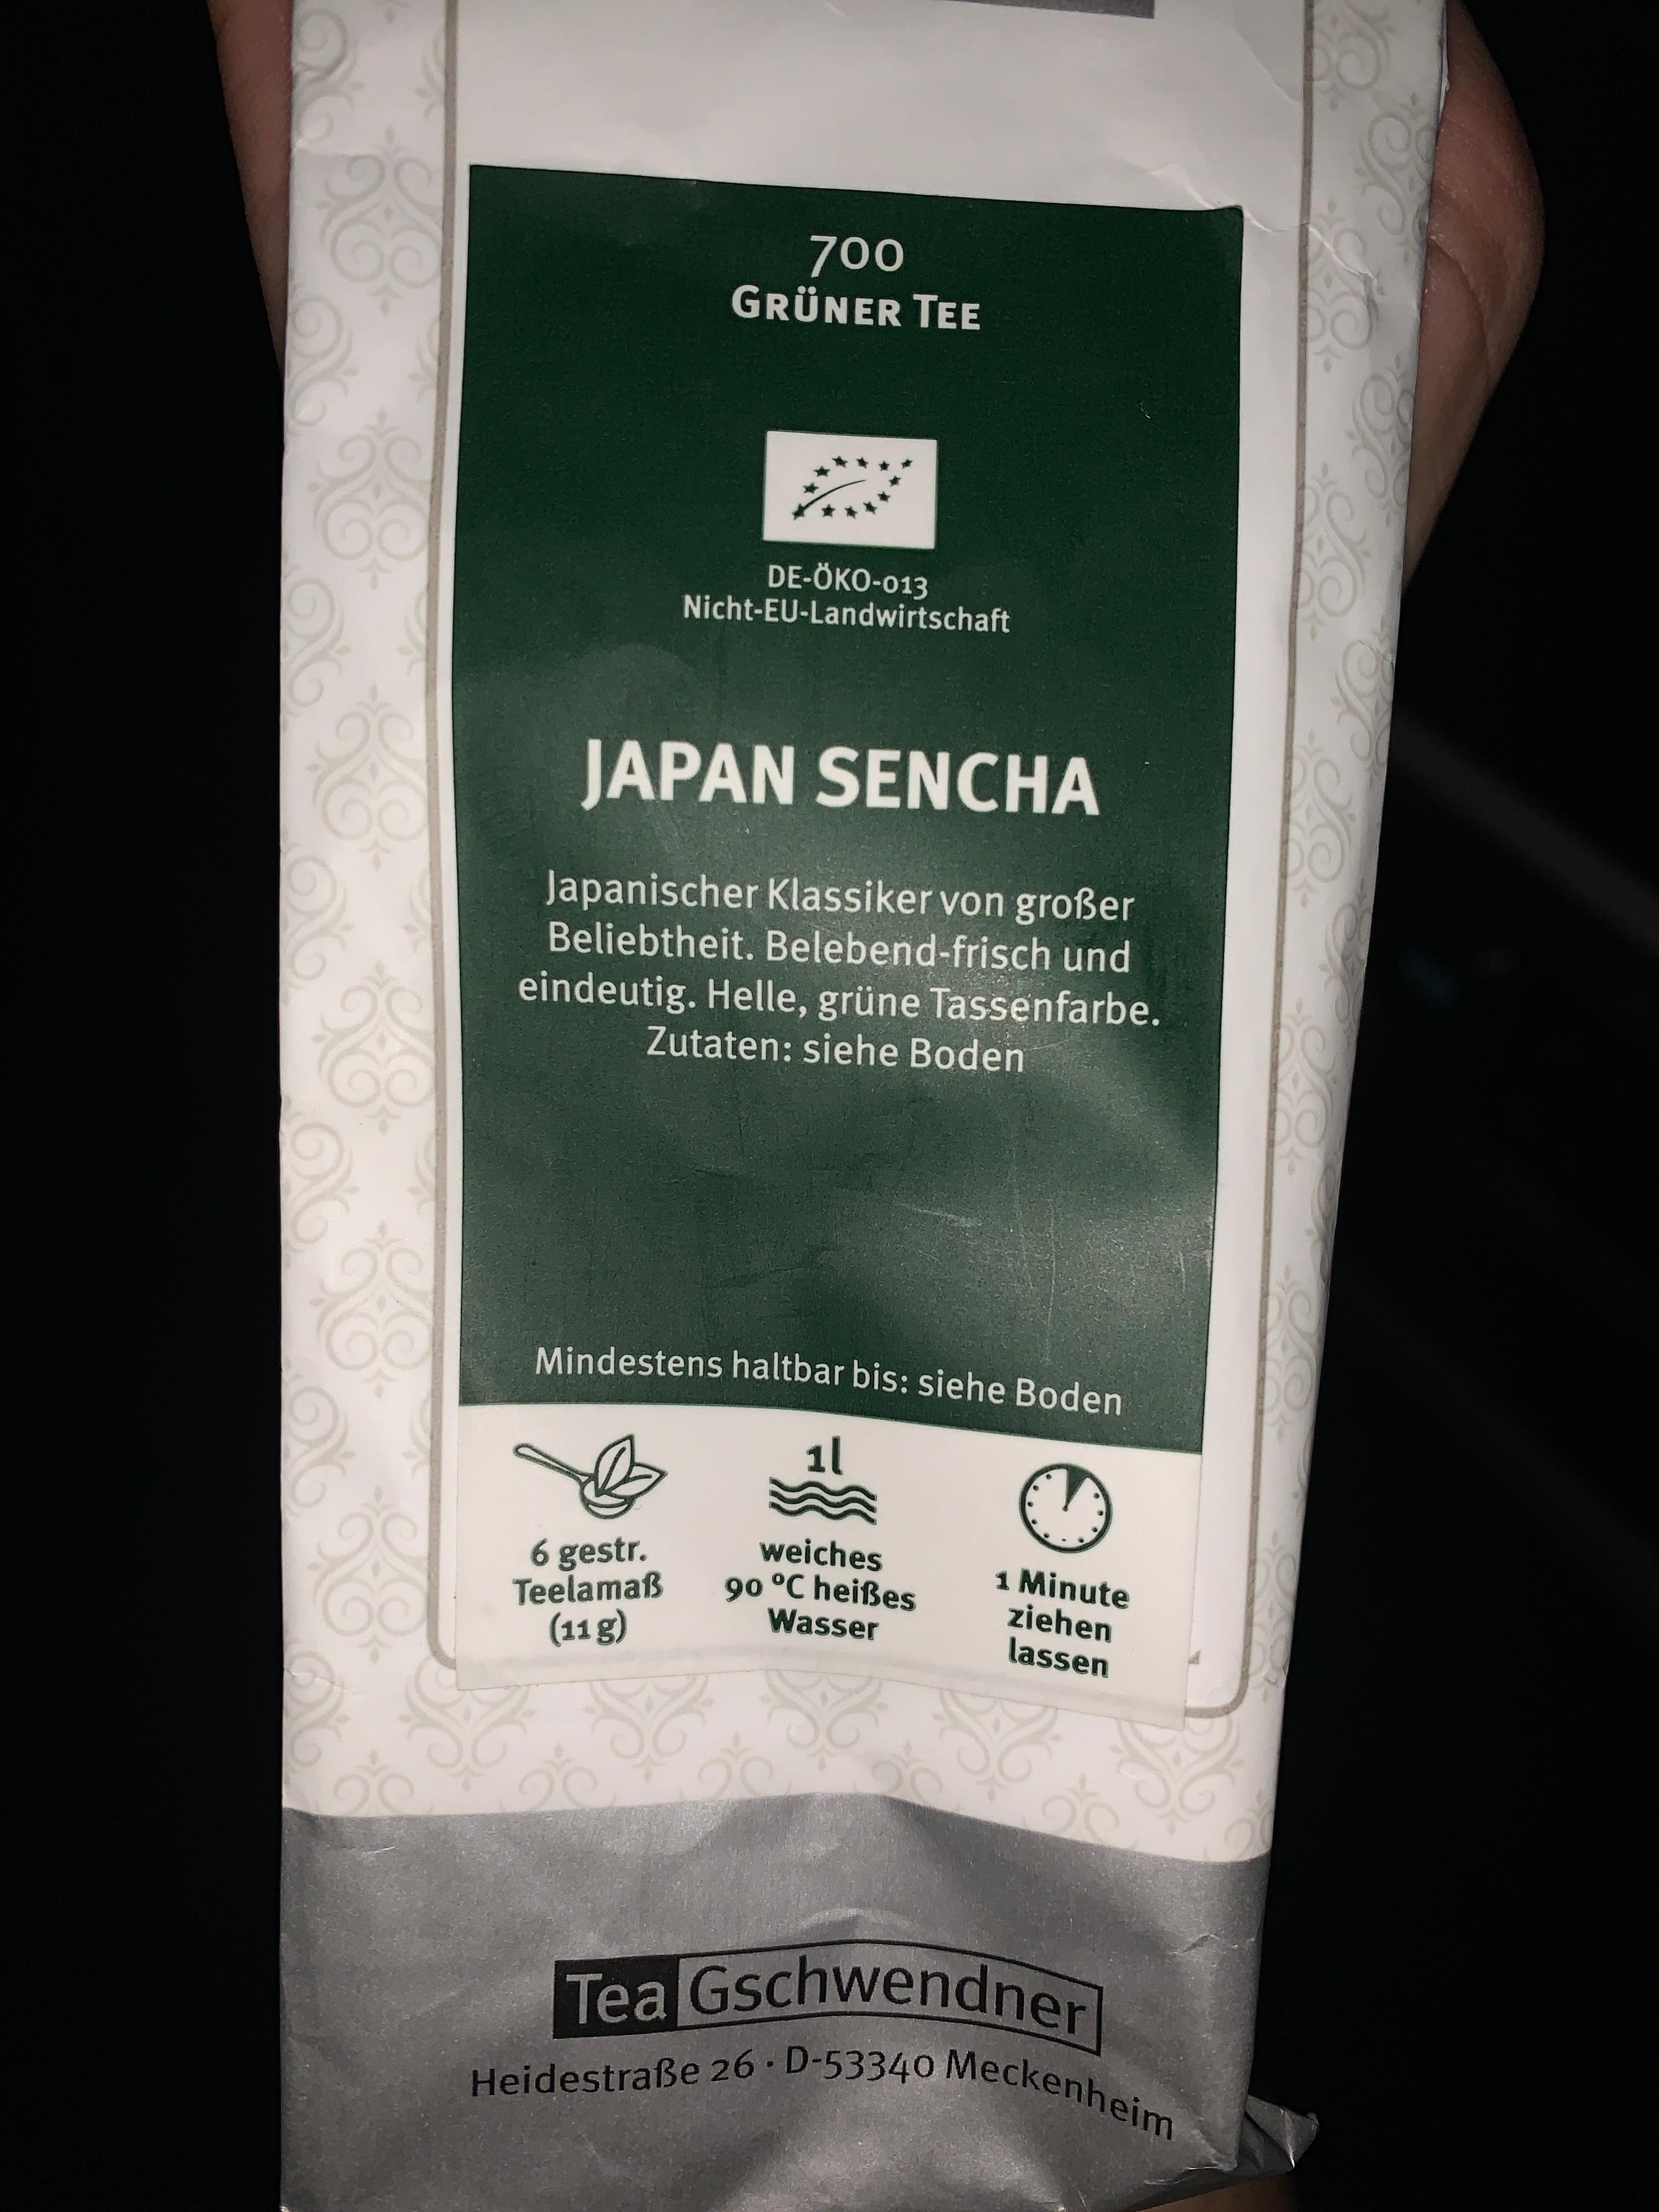 700
GRÜNER TEE
DE-ÖKO-013
Nicht-EU-Landwirtschaft
JAPAN SENCHA
Japanischer Klassiker von großer
Beliebtheit. Belebend-frisch und
eindeutig. Helle, grüne Tassenfarbe.
Zutaten: siehe Boden
Mindestens haltbar bis: siehe Boden
6 gestr.
Teelamaß
(11 g)
1l
weiches
90 °C heißes
Wasser
1 Minute
ziehen
lassen
Tea Gschwendner
Heidestraße 26 · D-53340 Meckenheim